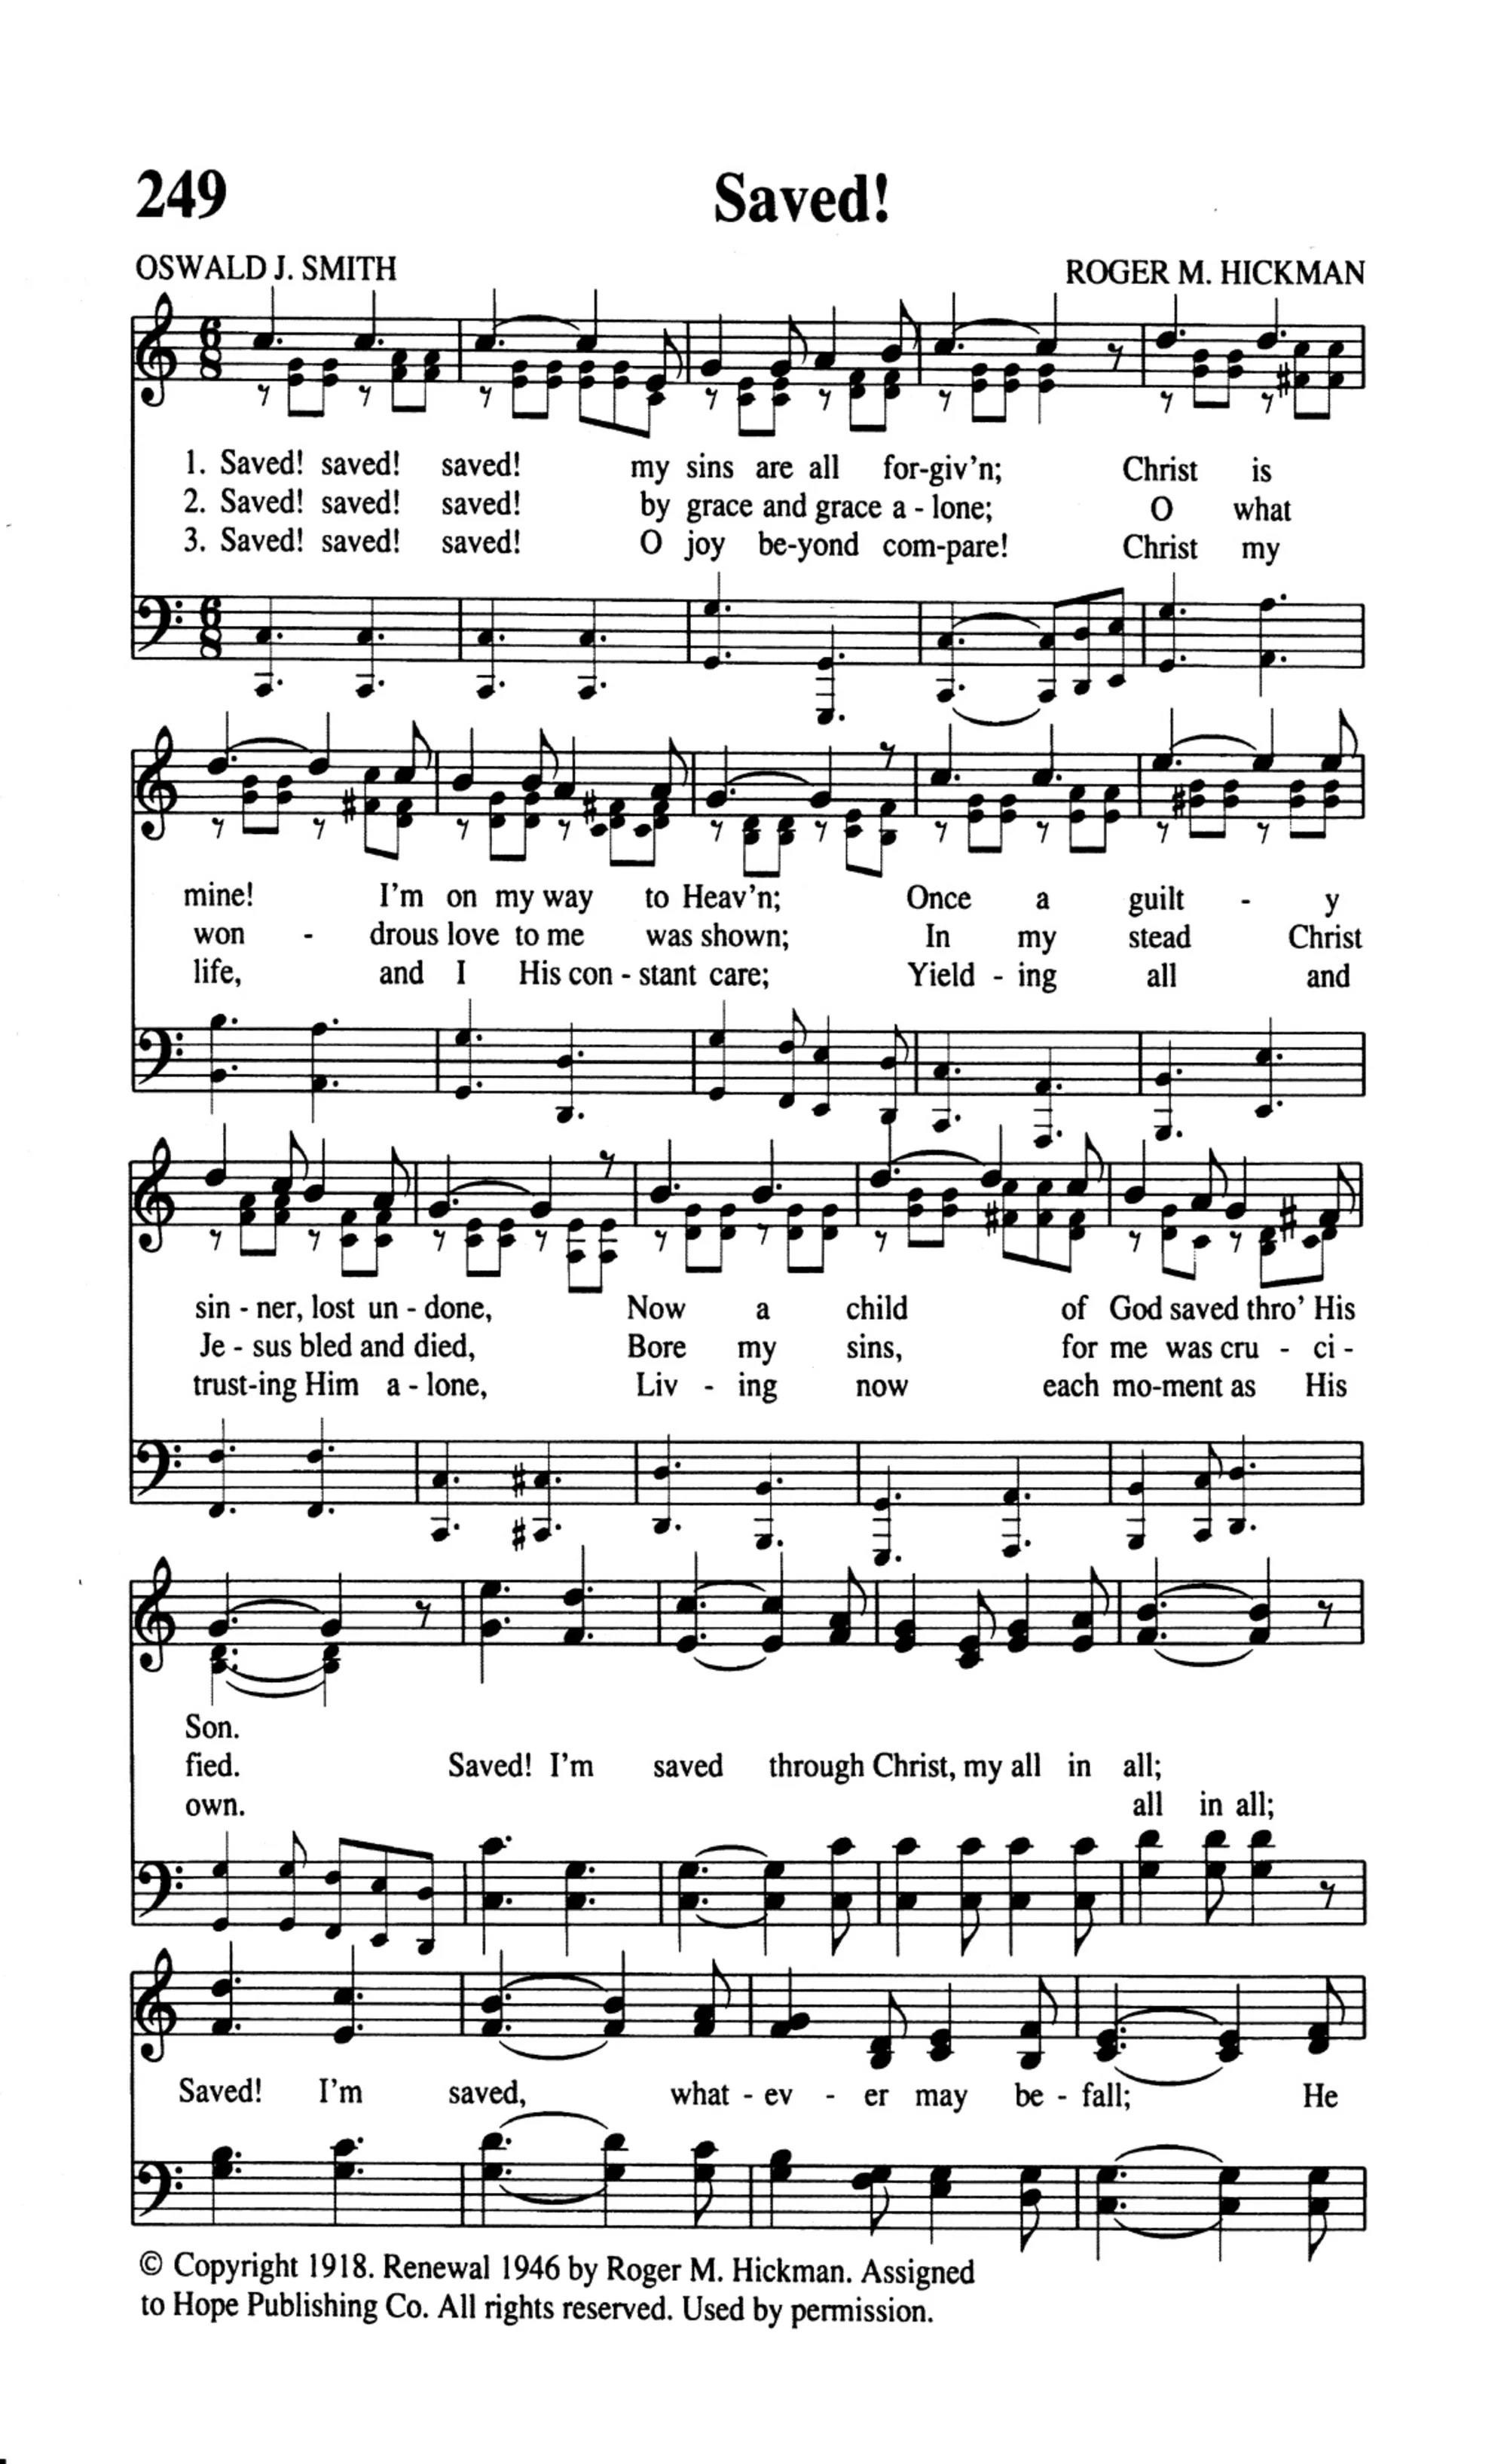 249
Saved!
OSWALD J. SMITH
ROGER M. HICKMAN
1. Saved! saved! saved! my sins are all for-giv'n; Christ is
2. Saved! saved! saved! by grace and grace a - lone; O what
3. Saved! saved! saved! O joy be-yond com-pare! Christ my
mine! I'm on my way to Heav'n; Once a guilt - y
won - drous love to me was shown; In my stead Christ
life, and I His con - stant care; Yield - ing all and
sin - ner, lost un - done, Now a child of God saved thro' His
Je - sus bled and died, Bore my sins, for me was cru - ci -
trust-ing Him a - lone, Liv - ing now each mo-ment as His
Son.
fied. Saved! I'm saved through Christ, my all in all;
own. all in all;
Saved! I'm saved, what - ev - er may be - fall; He
© Copyright 1918. Renewal 1946 by Roger M. Hickman. Assigned
to Hope Publishing Co. All rights reserved. Used by permission.